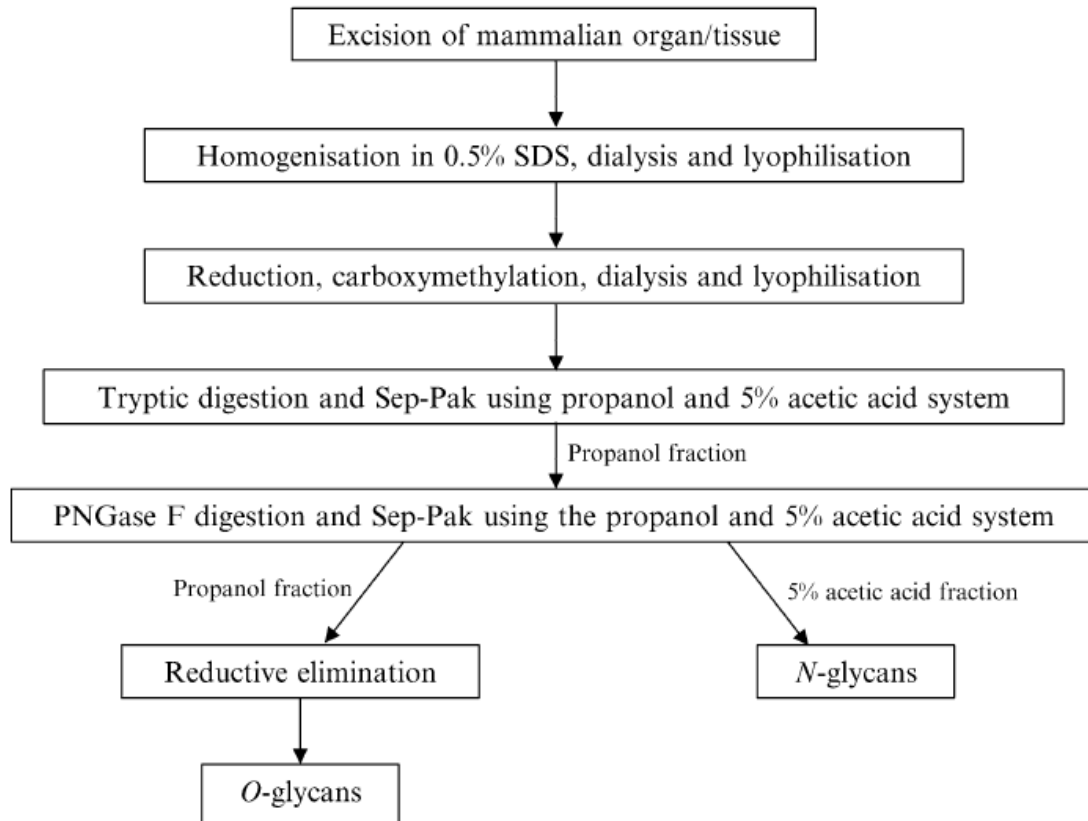 Excision of mammalian organ/tissue
Homogenisation in 0.5% SDS, dialysis and lyophilisation
Reduction, carboxymethylation, dialysis and lyophilisation
Tryptic digestion and Sep-Pak using propanol and 5% acetic acid system
Propanol fraction
PNGase F digestion and Sep-Pak using the propanol and 5% acetic acid system
Propanol fraction
5% acetic acid fraction
Reductive elimination
N-glycans
O-glycans